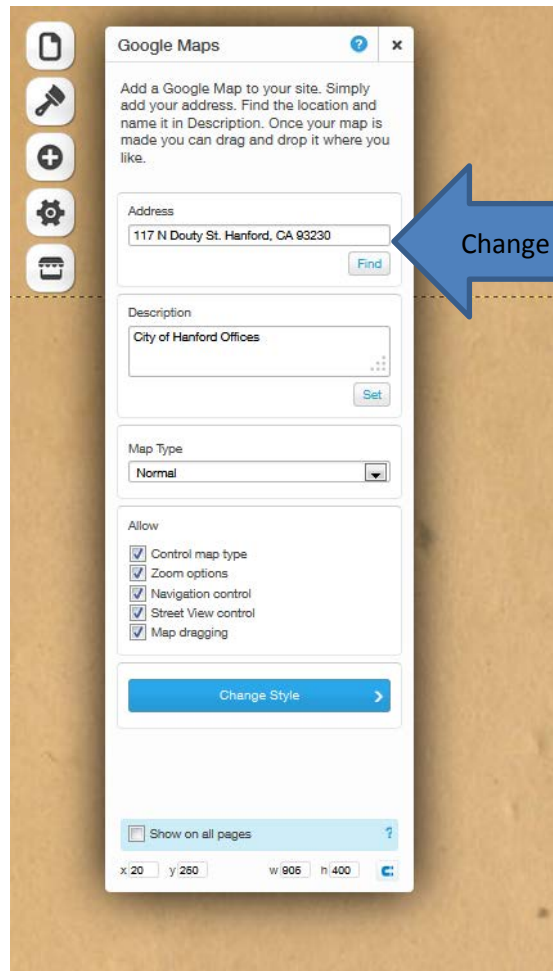 Google Maps ? ×
Add a Google Map to your site. Simply
add your address. Find the location and
name it in Description. Once your map is
made you can drag and drop it where you
like.
Address
117 N Douty St. Hanford, CA 93230
Change
Find
Description
City of Hanford Offices
Set
Map Type
Normal
Allow
Control map type
Zoom options
Navigation control
Street View control
Map dragging
Change Style
Show on all pages ?
x 20 y 250 w 905 h 400